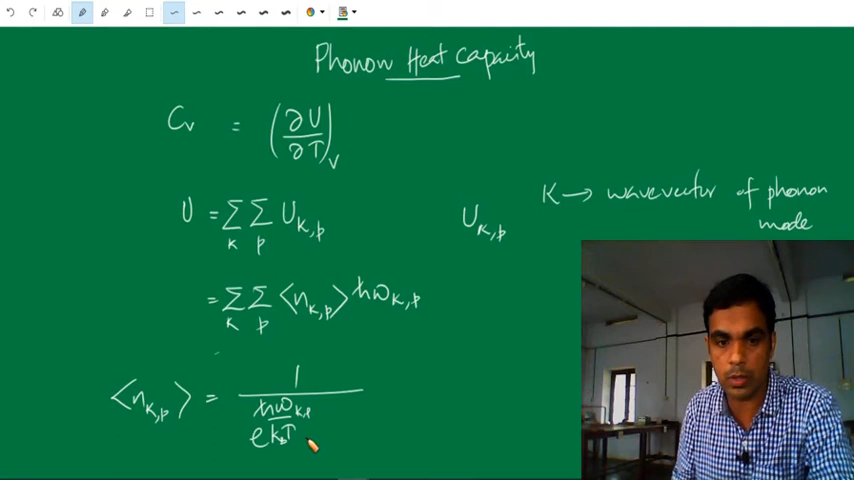 Phonon Heat Capacity
Cv = (∂U/∂T)v
U = ∑k ∑p Uk,p
Uk,p
K → wavevector of phonon
mode
= ∑k ∑p ⟨nk,p⟩ ħωk,p
⟨nk,p⟩ = 1 / e^(ħωk,p/kBT)